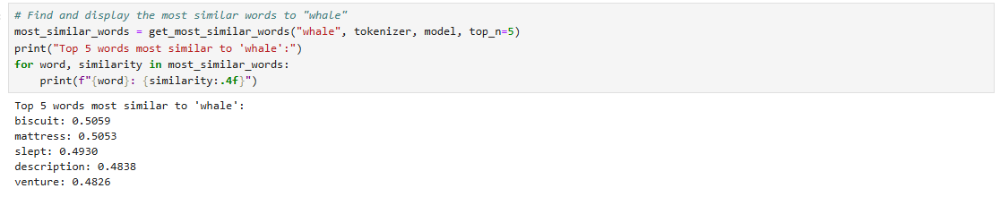 # Find and display the most similar words to "whale"
most_similar_words = get_most_similar_words("whale", tokenizer, model, top_n=5)
print("Top 5 words most similar to 'whale':")
for word, similarity in most_similar_words:
    print(f"{word}: {similarity:.4f}")
Top 5 words most similar to 'whale':
biscuit: 0.5059
mattress: 0.5053
slept: 0.4930
description: 0.4838
venture: 0.4826